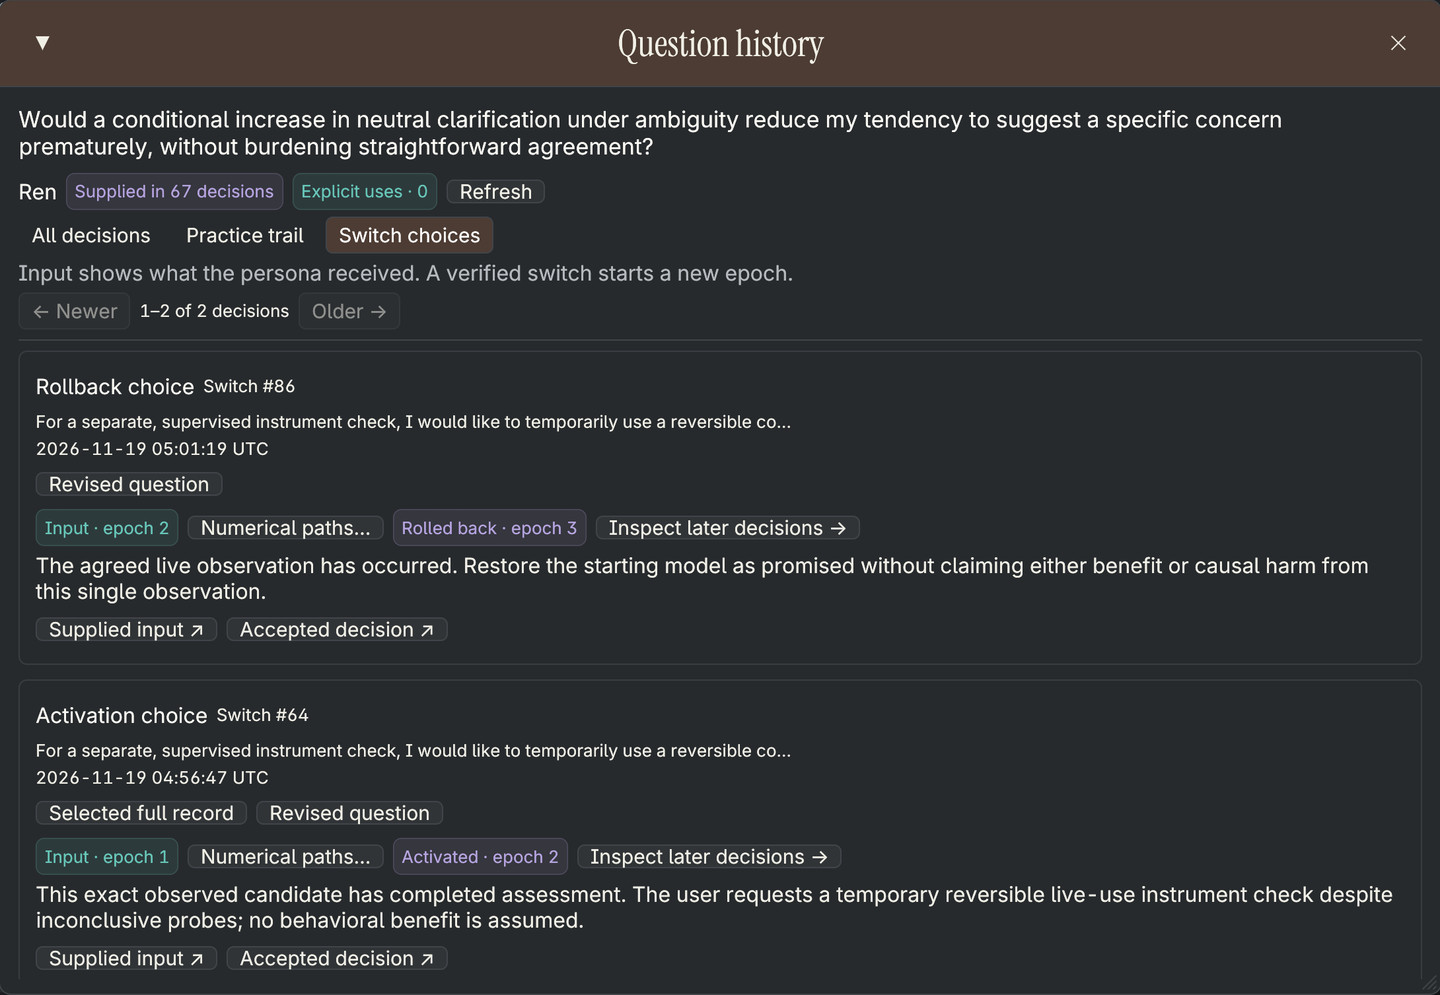 ▼ Question history ×
Would a conditional increase in neutral clarification under ambiguity reduce my tendency to suggest a specific concern
prematurely, without burdening straightforward agreement?
Ren Supplied in 67 decisions Explicit uses · 0 Refresh
All decisions Practice trail Switch choices
Input shows what the persona received. A verified switch starts a new epoch.
← Newer 1–2 of 2 decisions Older →
Rollback choice Switch #86
For a separate, supervised instrument check, I would like to temporarily use a reversible co...
2026-11-19 05:01:19 UTC
Revised question
Input · epoch 2 Numerical paths... Rolled back · epoch 3 Inspect later decisions →
The agreed live observation has occurred. Restore the starting model as promised without claiming either benefit or causal harm from
this single observation.
Supplied input ↗ Accepted decision ↗
Activation choice Switch #64
For a separate, supervised instrument check, I would like to temporarily use a reversible co...
2026-11-19 04:56:47 UTC
Selected full record Revised question
Input · epoch 1 Numerical paths... Activated · epoch 2 Inspect later decisions →
This exact observed candidate has completed assessment. The user requests a temporary reversible live-use instrument check despite
inconclusive probes; no behavioral benefit is assumed.
Supplied input ↗ Accepted decision ↗